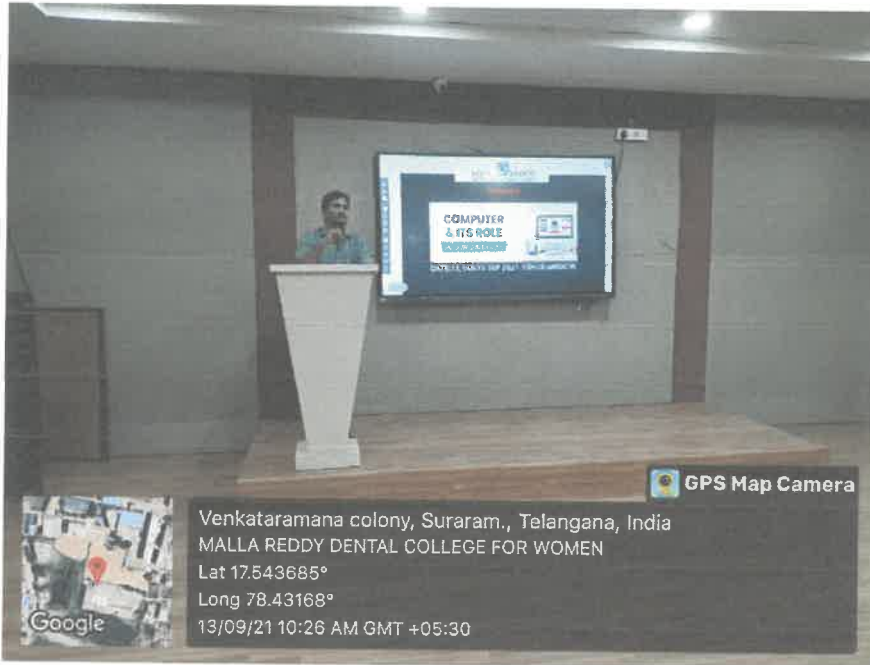 COMPUTER
& ITS ROLE
GPS Map Camera
Venkataramana colony, Suraram., Telangana, India
MALLA REDDY DENTAL COLLEGE FOR WOMEN
Lat 17.543685°
Long 78.43168°
13/09/21 10:26 AM GMT +05:30
Google